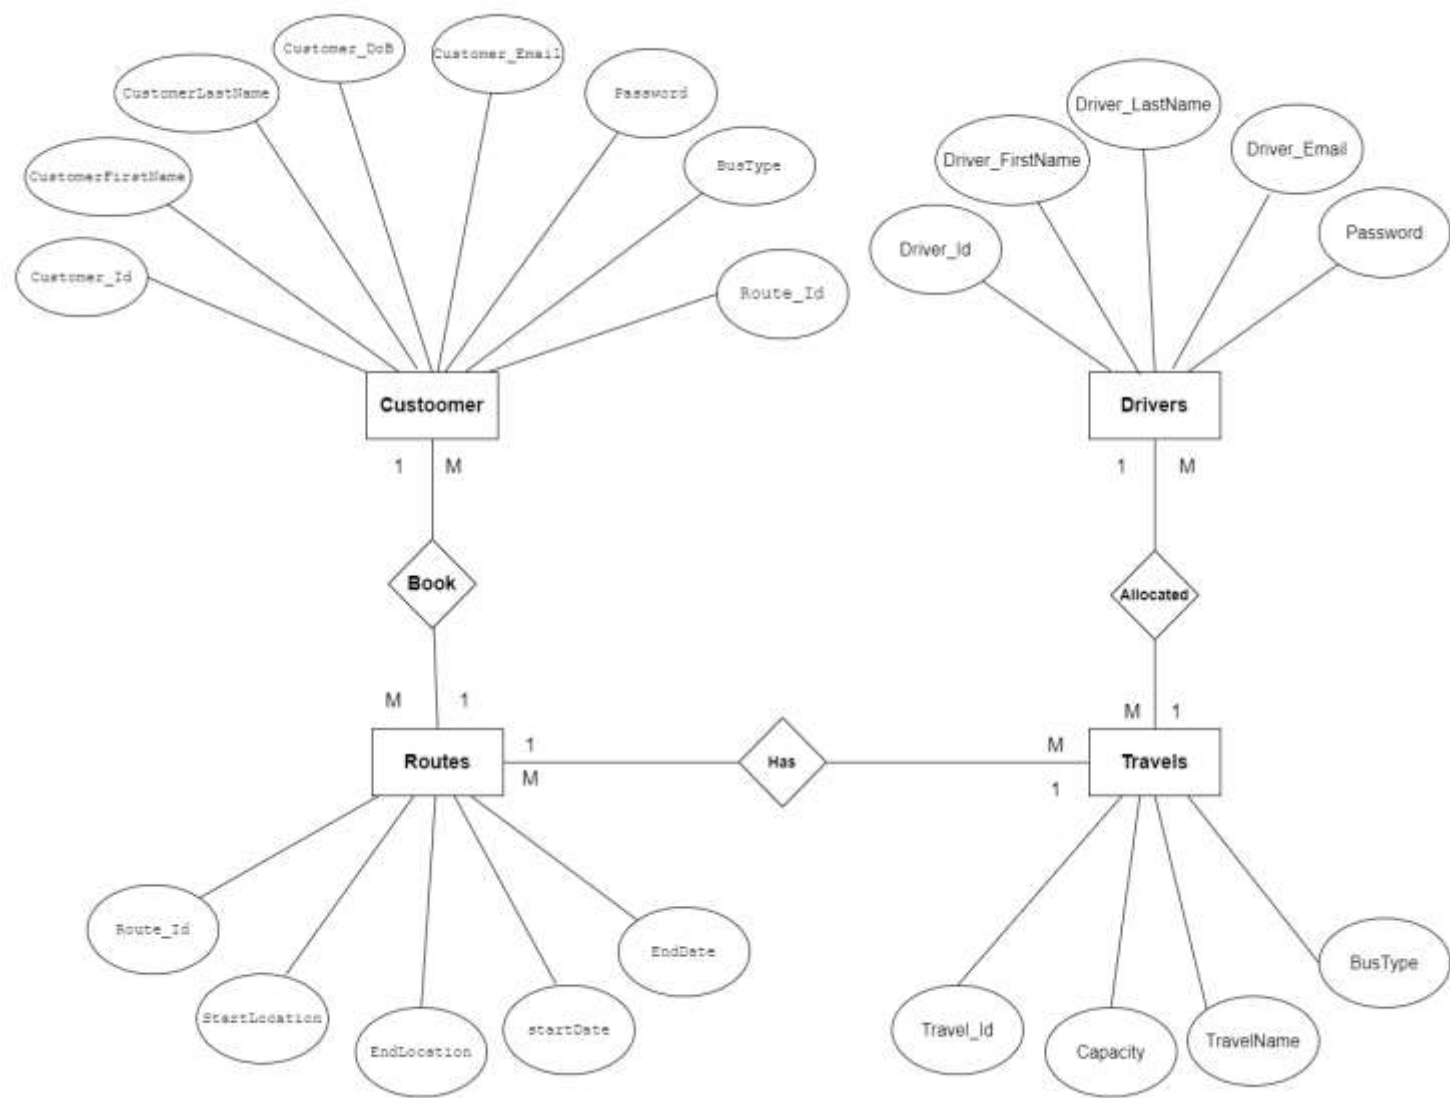 Customer_DoB
Customer_Email
CustomerLastName
Password
CustomerFirstName
BusType
Customer_Id
Route_Id
Custoomer
Driver_LastName
Driver_FirstName
Driver_Email
Driver_Id
Password
Drivers
1 M
1 M
Book
Allocated
M 1
M 1
Routes
1
M
Has
M
1
Travels
Route_Id
StartLocation
EndLocation
startDate
EndDate
Travel_Id
Capacity
TravelName
BusType